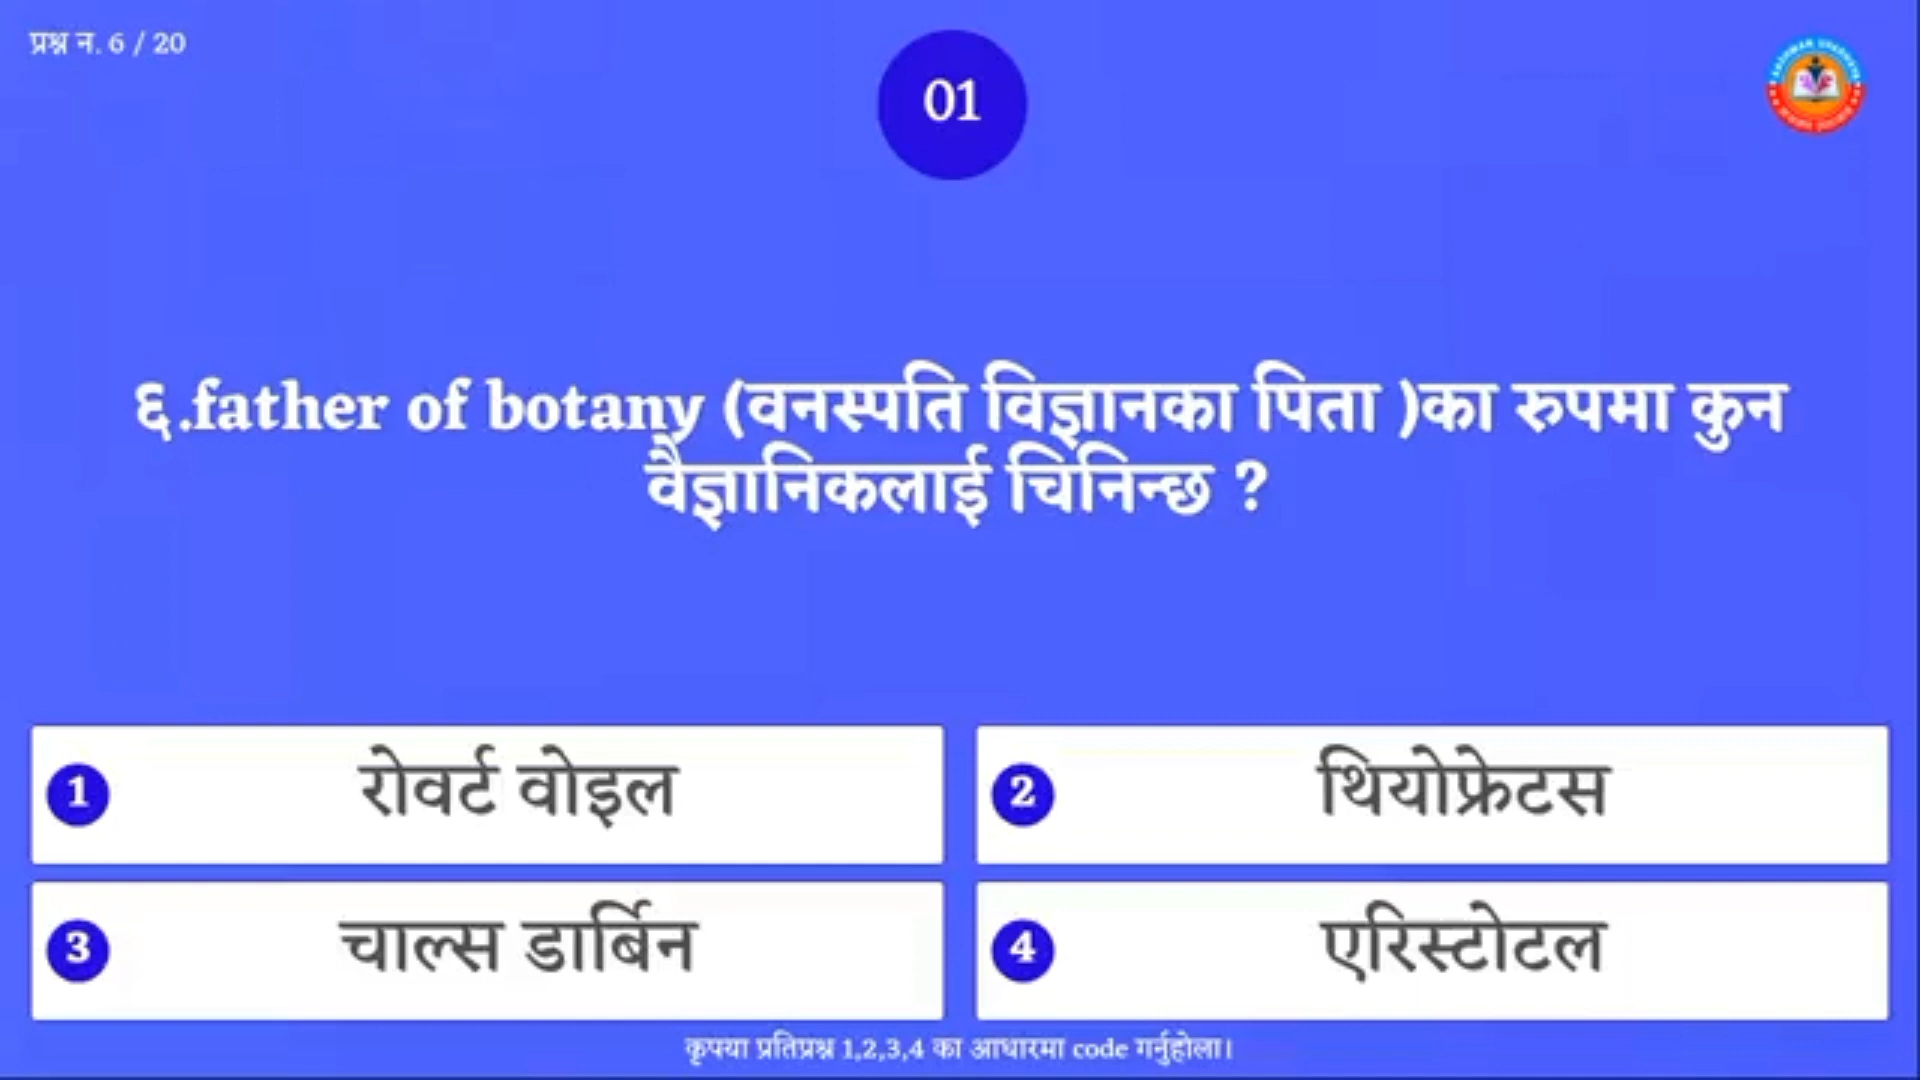 प्रश्न न. 6 / 20
01
६.father of botany (वनस्पति विज्ञानका पिता )का रुपमा कुन
वैज्ञानिकलाई चिनिन्छ ?
1 रोवर्ट वोइल
2 थियोफ्रेटस
3 चाल्स डार्बिन
4 एरिस्टोटल
कृपया प्रतिप्रश्न 1,2,3,4 का आधारमा code गर्नुहोला।